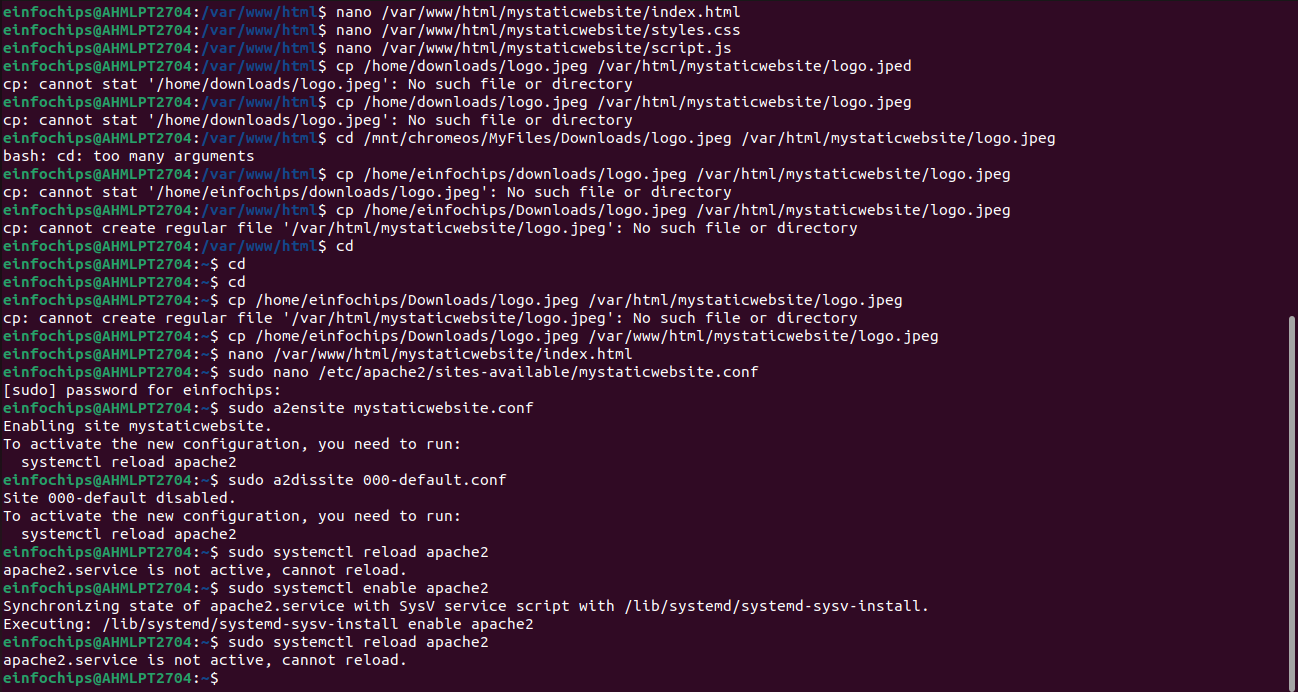 einfochips@AHMLPT2704:/var/www/html$ nano /var/www/html/mystaticwebsite/index.html
einfochips@AHMLPT2704:/var/www/html$ nano /var/www/html/mystaticwebsite/styles.css
einfochips@AHMLPT2704:/var/www/html$ nano /var/www/html/mystaticwebsite/script.js
einfochips@AHMLPT2704:/var/www/html$ cp /home/downloads/logo.jpeg /var/html/mystaticwebsite/logo.jped
cp: cannot stat '/home/downloads/logo.jpeg': No such file or directory
einfochips@AHMLPT2704:/var/www/html$ cp /home/downloads/logo.jpeg /var/html/mystaticwebsite/logo.jpeg
cp: cannot stat '/home/downloads/logo.jpeg': No such file or directory
einfochips@AHMLPT2704:/var/www/html$ cd /mnt/chromeos/MyFiles/Downloads/logo.jpeg /var/html/mystaticwebsite/logo.jpeg
bash: cd: too many arguments
einfochips@AHMLPT2704:/var/www/html$ cp /home/einfochips/downloads/logo.jpeg /var/html/mystaticwebsite/logo.jpeg
cp: cannot stat '/home/einfochips/downloads/logo.jpeg': No such file or directory
einfochips@AHMLPT2704:/var/www/html$ cp /home/einfochips/Downloads/logo.jpeg /var/html/mystaticwebsite/logo.jpeg
cp: cannot create regular file '/var/html/mystaticwebsite/logo.jpeg': No such file or directory
einfochips@AHMLPT2704:/var/www/html$ cd
einfochips@AHMLPT2704:~$ cd
einfochips@AHMLPT2704:~$ cd
einfochips@AHMLPT2704:~$ cp /home/einfochips/Downloads/logo.jpeg /var/html/mystaticwebsite/logo.jpeg
cp: cannot create regular file '/var/html/mystaticwebsite/logo.jpeg': No such file or directory
einfochips@AHMLPT2704:~$ cp /home/einfochips/Downloads/logo.jpeg /var/www/html/mystaticwebsite/logo.jpeg
einfochips@AHMLPT2704:~$ nano /var/www/html/mystaticwebsite/index.html
einfochips@AHMLPT2704:~$ sudo nano /etc/apache2/sites-available/mystaticwebsite.conf
[sudo] password for einfochips:
einfochips@AHMLPT2704:~$ sudo a2ensite mystaticwebsite.conf
Enabling site mystaticwebsite.
To activate the new configuration, you need to run:
  systemctl reload apache2
einfochips@AHMLPT2704:~$ sudo a2dissite 000-default.conf
Site 000-default disabled.
To activate the new configuration, you need to run:
  systemctl reload apache2
einfochips@AHMLPT2704:~$ sudo systemctl reload apache2
apache2.service is not active, cannot reload.
einfochips@AHMLPT2704:~$ sudo systemctl enable apache2
Synchronizing state of apache2.service with SysV service script with /lib/systemd/systemd-sysv-install.
Executing: /lib/systemd/systemd-sysv-install enable apache2
einfochips@AHMLPT2704:~$ sudo systemctl reload apache2
apache2.service is not active, cannot reload.
einfochips@AHMLPT2704:~$